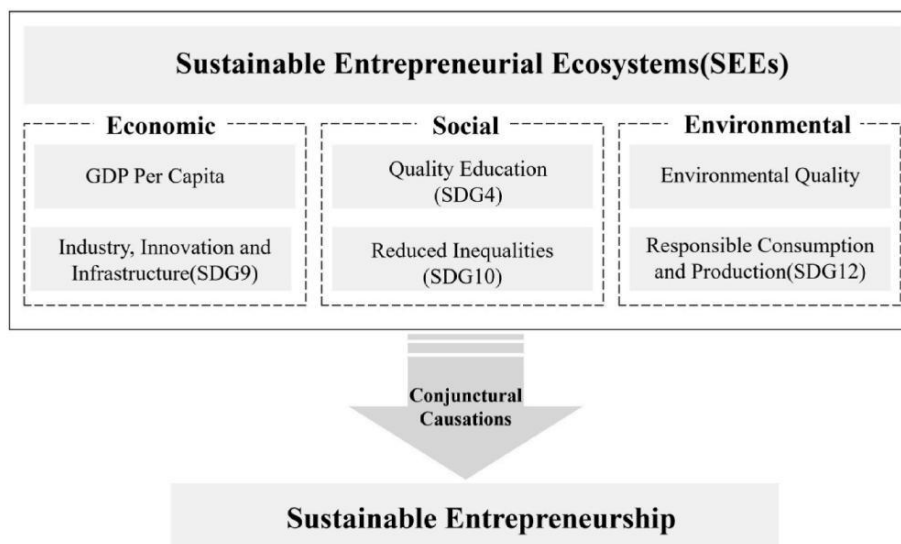 Sustainable Entrepreneurial Ecosystems(SEEs)
Economic
GDP Per Capita
Industry, Innovation and
Infrastructure(SDG9)
Social
Quality Education
(SDG4)
Reduced Inequalities
(SDG10)
Environmental
Environmental Quality
Responsible Consumption
and Production(SDG12)
Conjunctural
Causations
Sustainable Entrepreneurship